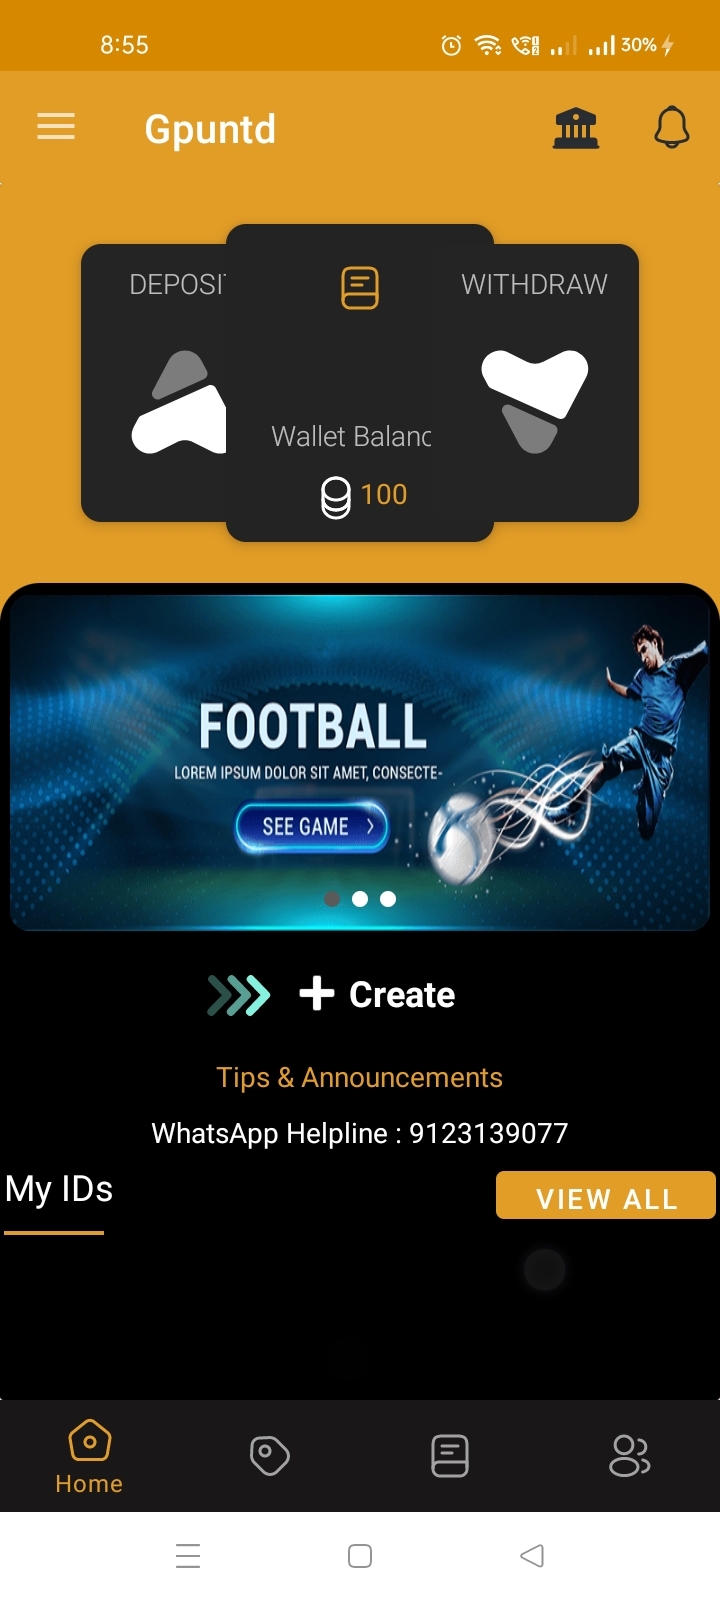 8:55
30%
Gpuntd
DEPOSI
WITHDRAW
Wallet Balanc
100
FOOTBALL
LOREM IPSUM DOLOR SIT AMET, CONSECTE-
SEE GAME
Create
Tips & Announcements
WhatsApp Helpline : 9123139077
My IDs
VIEW ALL
Home